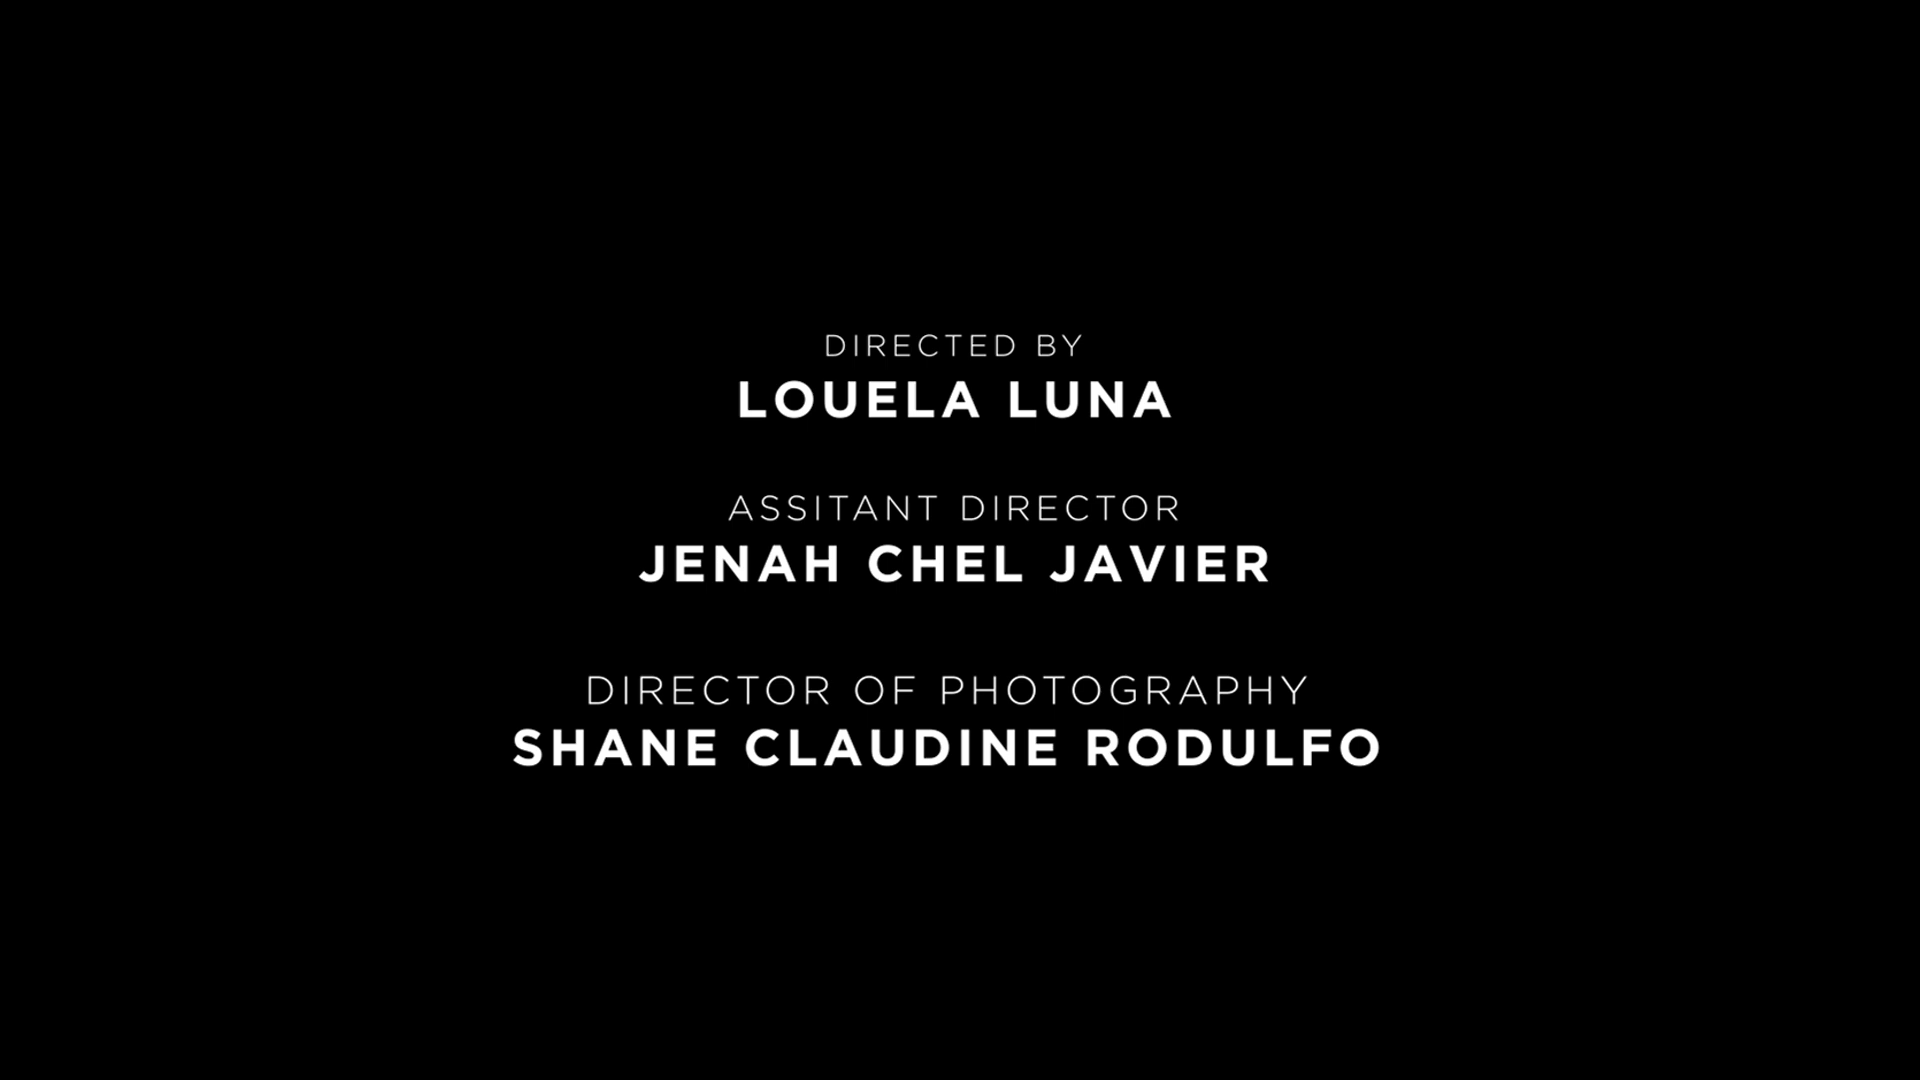 DIRECTED BY
LOUELA LUNA
ASSITANT DIRECTOR
JENAH CHEL JAVIER
DIRECTOR OF PHOTOGRAPHY
SHANE CLAUDINE RODULFO